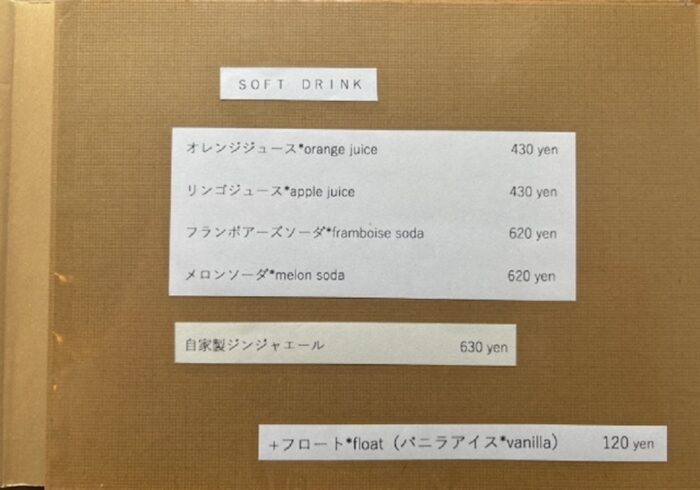 SOFT DRINK
オレンジジュース*orange juice 430 yen
リンゴジュース*apple juice 430 yen
フランボアーズソーダ*framboise soda 620 yen
メロンソーダ*melon soda 620 yen
自家製ジンジャエール 630 yen
+フロート*float（バニラアイス*vanilla） 120 yen